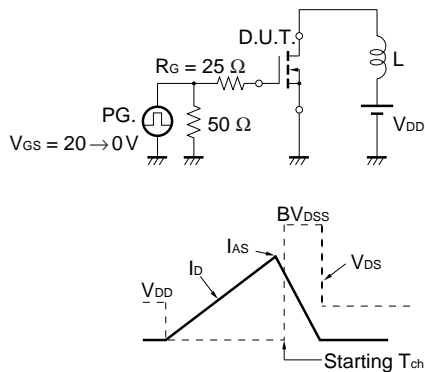 D.U.T.
RG = 25 Ω
L
PG.
50 Ω
VDD
VGS = 20 → 0 V
BVDSS
IAS
ID
VDS
VDD
Starting Tch